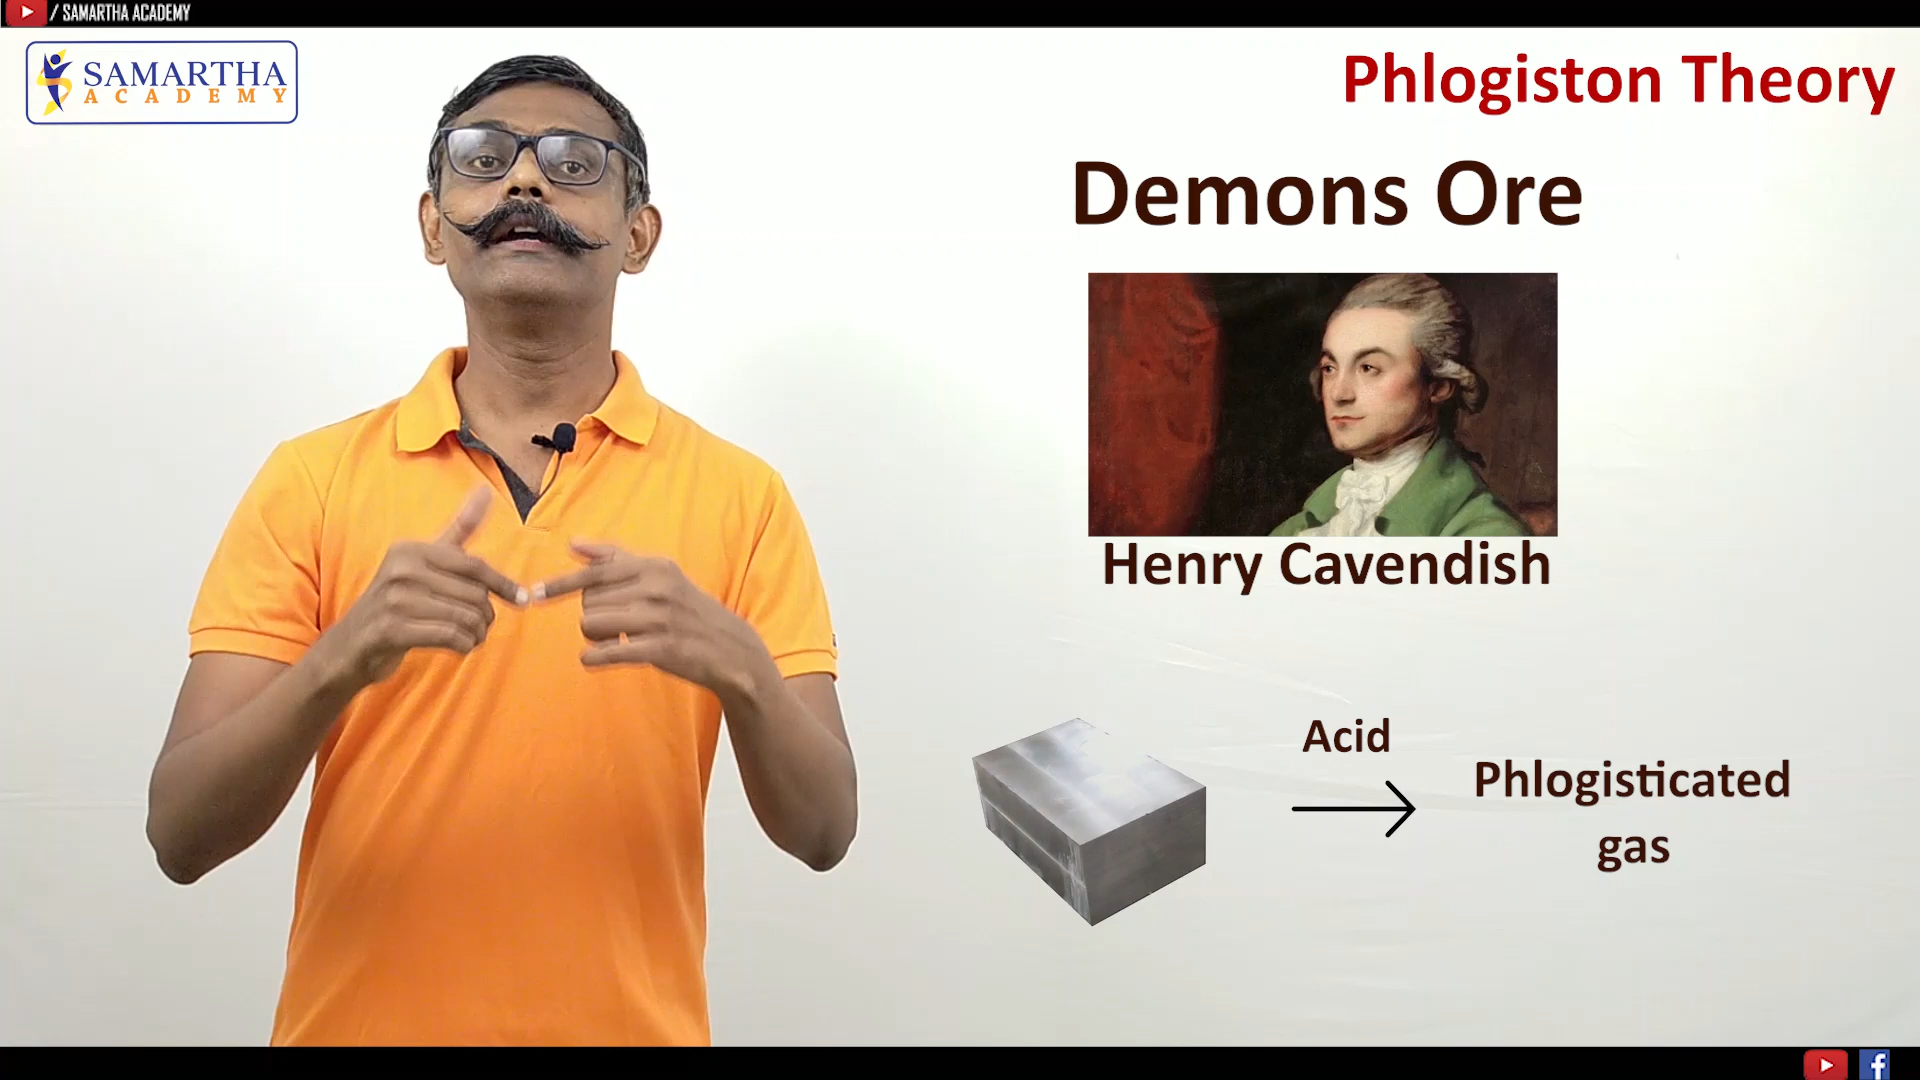 / SAMARTHA ACADEMY
SAMARTHA
ACADEMY
Phlogiston Theory
Demons Ore
Henry Cavendish
Acid
Phlogisticated
gas
f